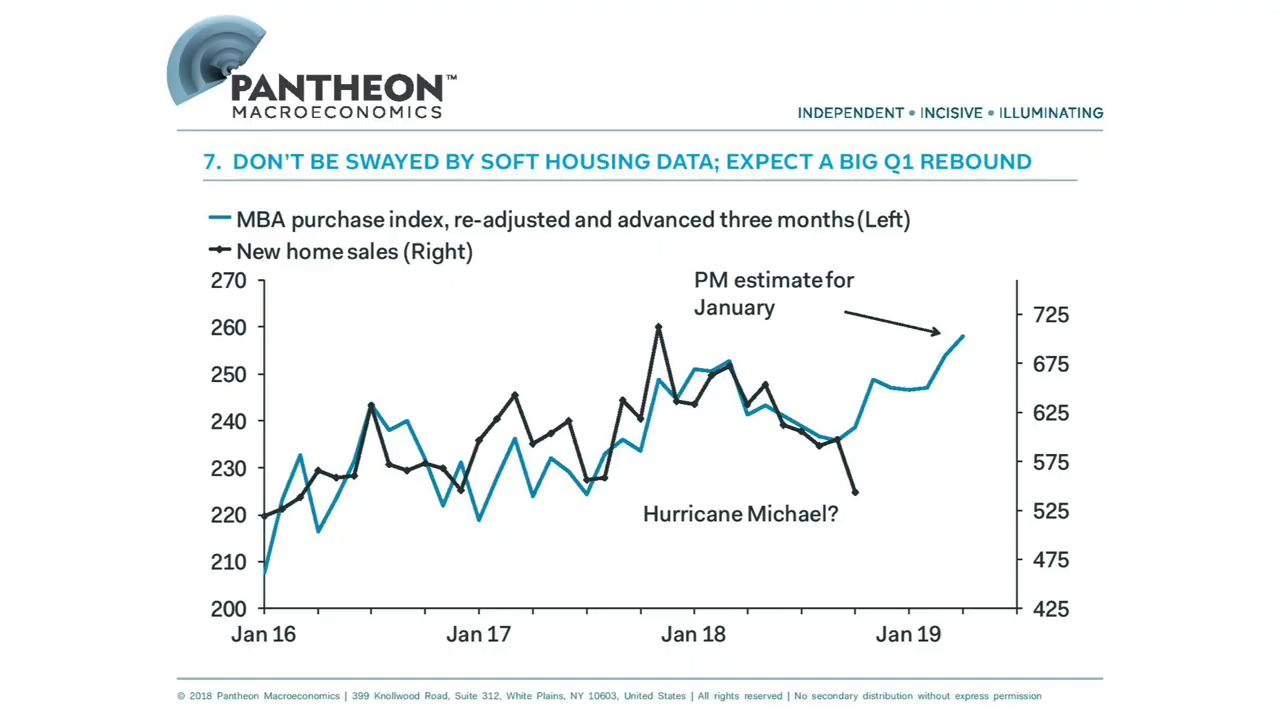 PANTHEON™
MACROECONOMICS
INDEPENDENT • INCISIVE • ILLUMINATING
7. DON'T BE SWAYED BY SOFT HOUSING DATA; EXPECT A BIG Q1 REBOUND
MBA purchase index, re-adjusted and advanced three months (Left)
New home sales (Right)
270
260
250
240
230
220
210
200
PM estimate for
January
Hurricane Michael?
725
675
625
575
525
475
425
Jan 16
Jan 17
Jan 18
Jan 19
© 2018 Pantheon Macroeconomics | 399 Knollwood Road, Suite 312, White Plains, NY 10603, United States | All rights reserved | No secondary distribution without express permission